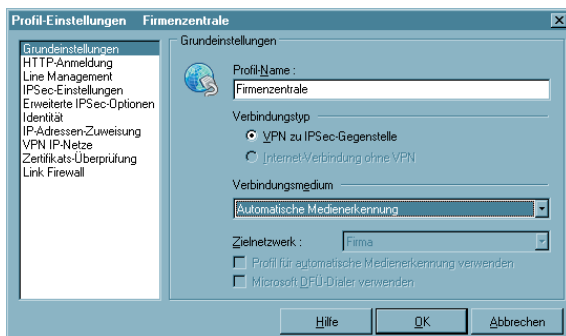 Profil-Einstellungen Firmenzentrale
Grundeinstellungen
HTTP-Anmeldung
Line Management
IPSec-Einstellungen
Erweiterte IPSec-Optionen
Identität
IP-Adressen-Zuweisung
VPN IP-Netze
Zertifikats-Überprüfung
Link Firewall
Grundeinstellungen
Profil-Name :
Firmenzentrale
Verbindungstyp
VPN zu IPSec-Gegenstelle
Internet-Verbindung ohne VPN
Verbindungsmedium
Automatische Medienerkennung
Zielnetzwerk :
Firma
Profil für automatische Medienerkennung verwenden
Microsoft DFÜ-Dialer verwenden
Hilfe
OK
Abbrechen